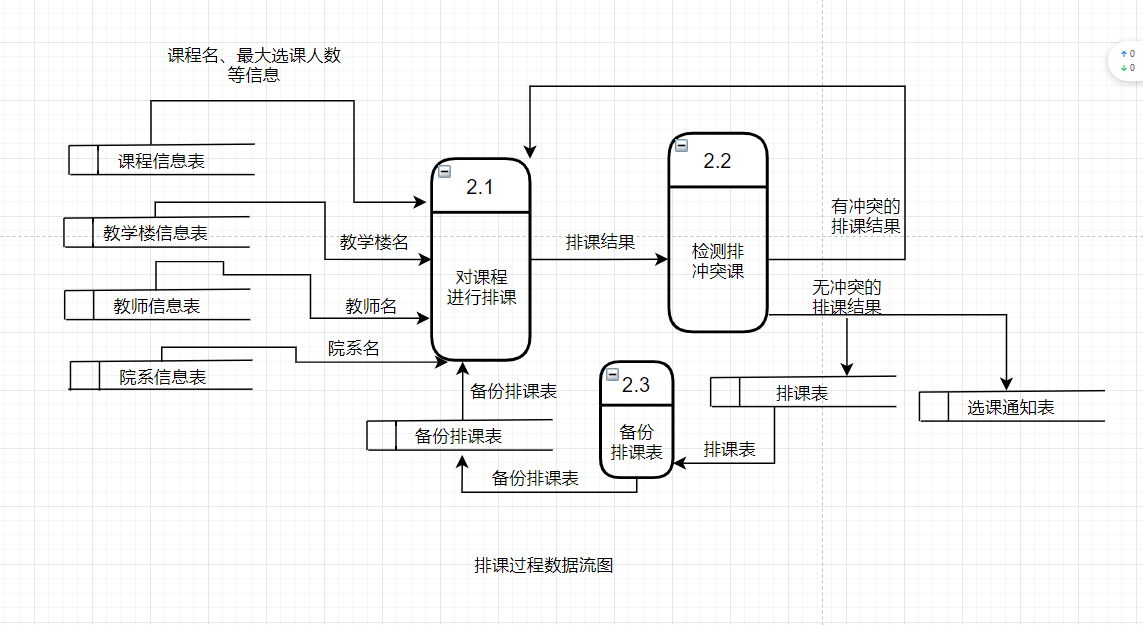 课程名、最大选课人数
等信息
↑ 0
↓ 0
课程信息表
教学楼信息表
教师信息表
院系信息表
教学楼名
教师名
院系名
2.1
对课程
进行排课
排课结果
2.2
检测排
冲突课
有冲突的
排课结果
无冲突的
排课结果
备份排课表
备份排课表
备份排课表
2.3
备份
排课表
排课表
排课表
选课通知表
排课过程数据流图